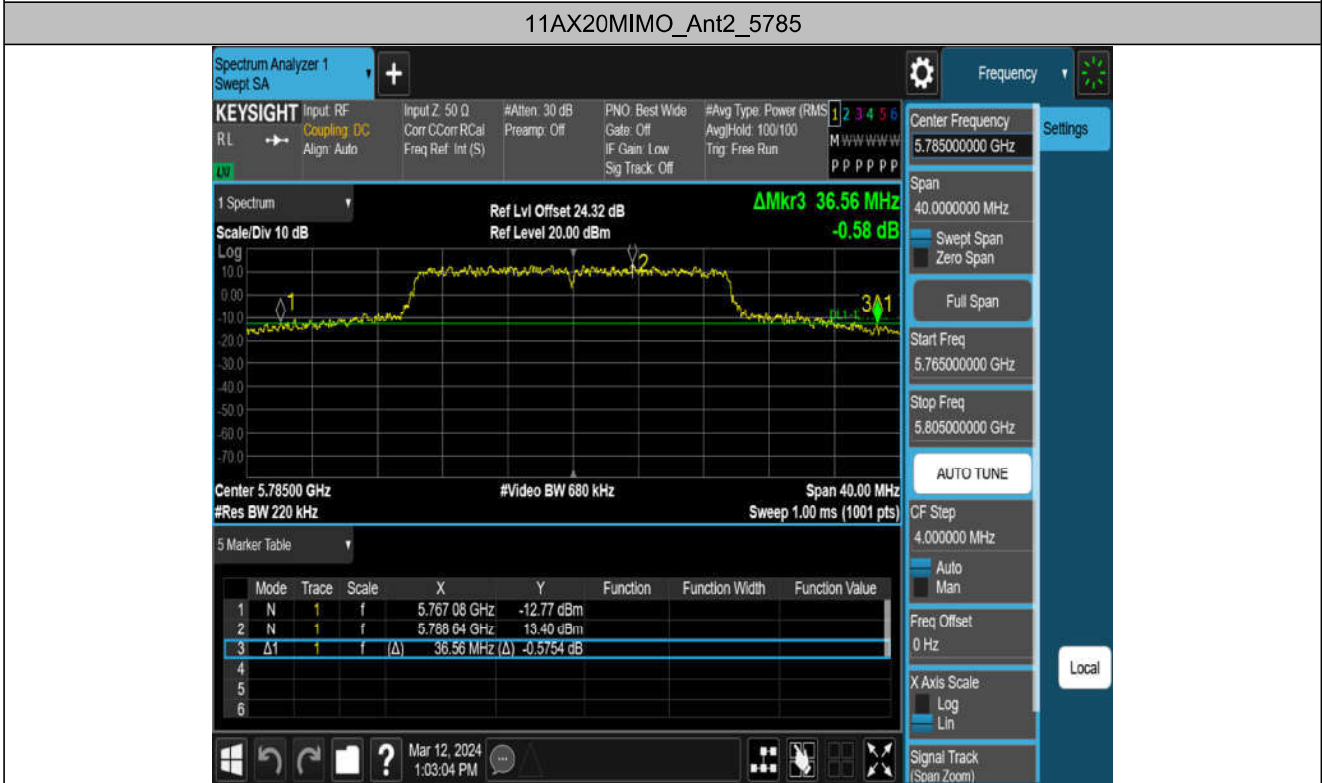 11AX20MIMO_Ant2_5785
Spectrum Analyzer 1
Swept SA
+
Frequency
KEYSIGHT
RL
LXI
Input: RF
Coupling: DC
Align: Auto
Input Z: 50 Ω
Corr CCorr RCal
Freq Ref: Int (S)
#Atten: 30 dB
Preamp: Off
PNO: Best Wide
Gate: Off
IF Gain: Low
Sig Track: Off
#Avg Type: Power (RMS
Avg|Hold: 100/100
Trig: Free Run
1 2 3 4 5 6
M W W W W W
P P P P P P
Center Frequency
5.785000000 GHz
Settings
Span
40.0000000 MHz
Swept Span
Zero Span
Full Span
Start Freq
5.765000000 GHz
Stop Freq
5.805000000 GHz
AUTO TUNE
CF Step
4.000000 MHz
Auto
Man
Freq Offset
0 Hz
X Axis Scale
Log
Lin
Signal Track
(Span Zoom)
Local
1 Spectrum
Scale/Div 10 dB
Ref Lvl Offset 24.32 dB
Ref Level 20.00 dBm
ΔMkr3 36.56 MHz
-0.58 dB
Log
10.0
0.00
-10.0
-20.0
-30.0
-40.0
-50.0
-60.0
-70.0
1
2
3Δ1
Center 5.78500 GHz
#Video BW 680 kHz
Span 40.00 MHz
#Res BW 220 kHz
Sweep 1.00 ms (1001 pts)
5 Marker Table
Mode Trace Scale X Y Function Function Width Function Value
1 N 1 f 5.767 08 GHz -12.77 dBm
2 N 1 f 5.788 64 GHz 13.40 dBm
3 Δ1 1 f (Δ) 36.56 MHz (Δ) -0.5754 dB
4
5
6
?
Mar 12, 2024
1:03:04 PM